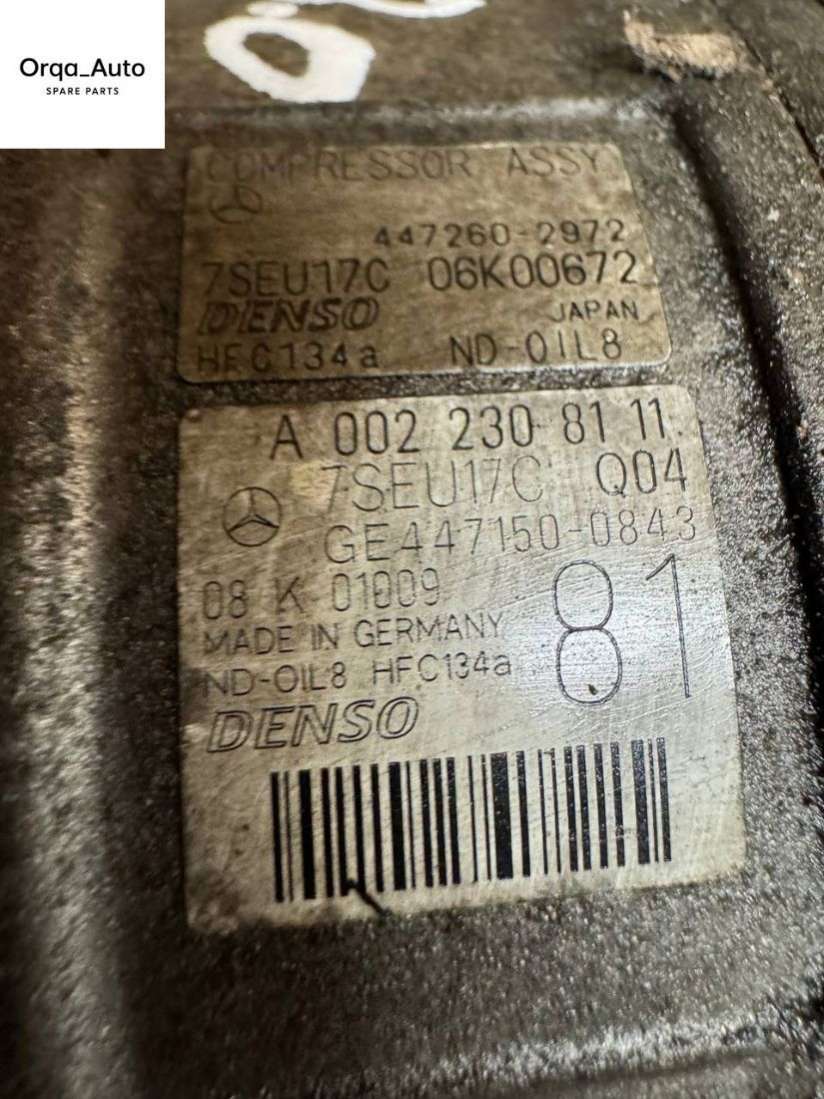 Orqa_Auto
SPARE PARTS
COMPRESSOR ASSY
447260-2972
7SEU17C 06K00672
DENSO JAPAN
HFC134a ND-OIL8
A 002 230 81 11
7SEU17C Q04
GE447150-0843
08 K 01009
81
MADE IN GERMANY
ND-OIL8 HFC134a
DENSO